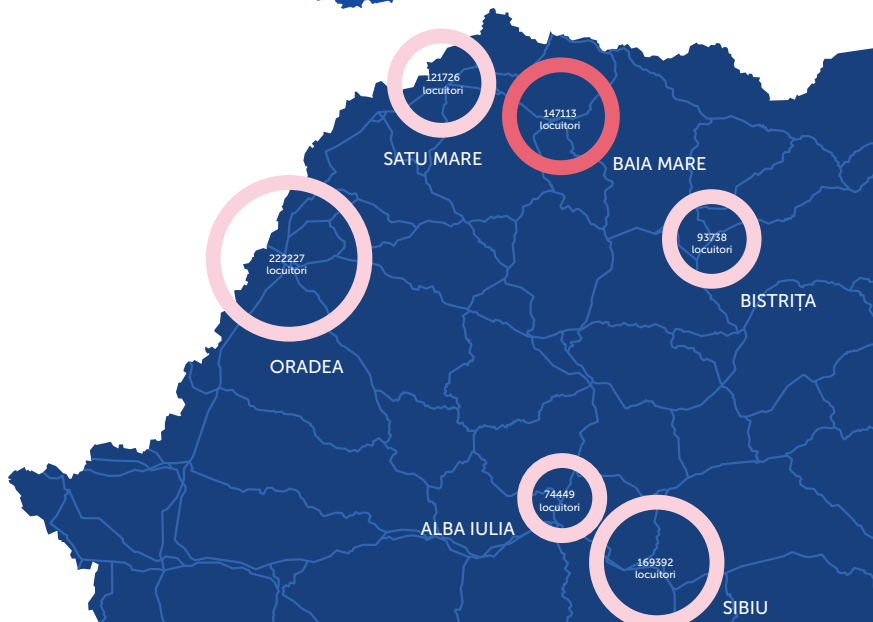 121726
locuitori
SATU MARE
147113
locuitori
BAIA MARE
93738
locuitori
BISTRIȚA
222227
locuitori
ORADEA
74449
locuitori
ALBA IULIA
169392
locuitori
SIBIU